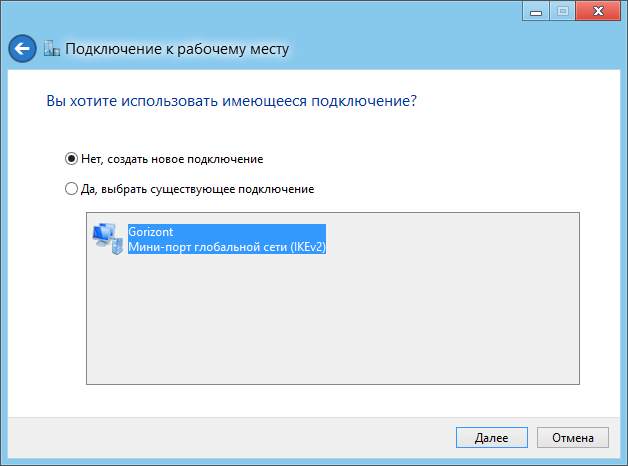 Подключение к рабочему месту
Вы хотите использовать имеющееся подключение?
Нет, создать новое подключение
Да, выбрать существующее подключение
Gorizont
Мини-порт глобальной сети (IKEv2)
Далее
Отмена